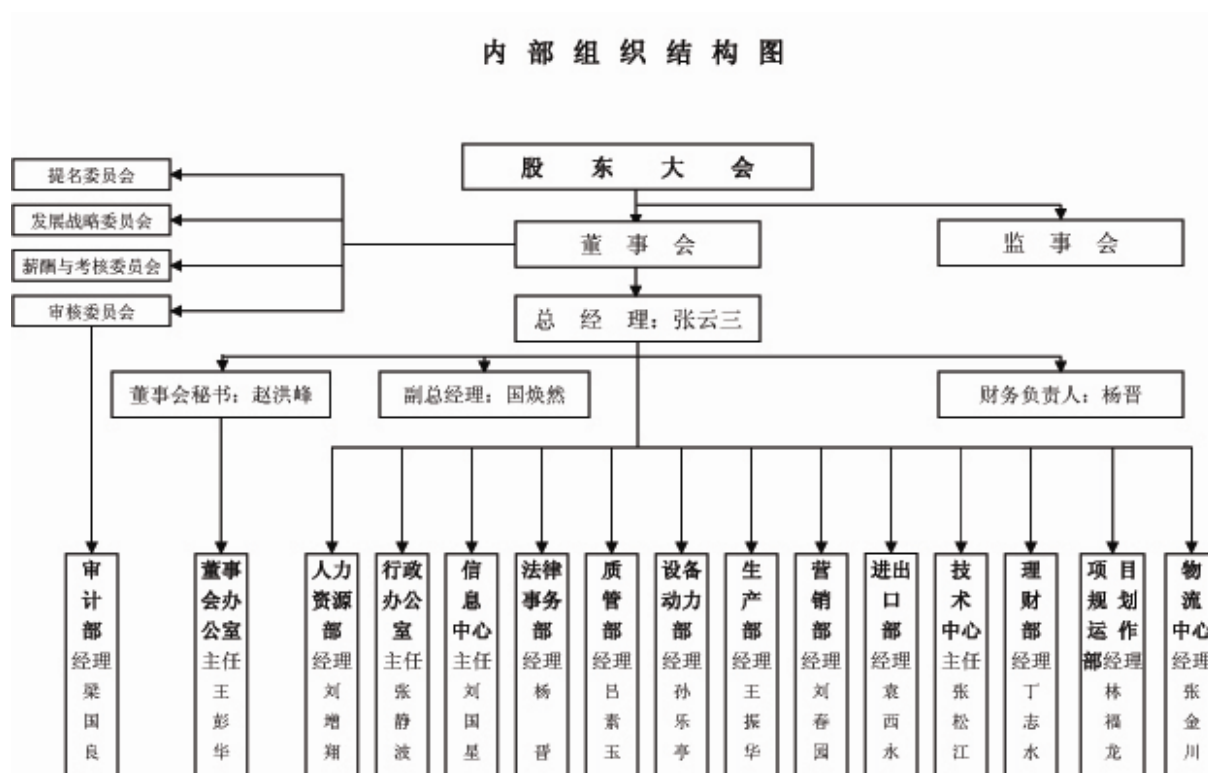 内部组织结构图
股东大会
提名委员会
发展战略委员会
薪酬与考核委员会
审核委员会
董事会
监事会
总经理：张云三
董事会秘书：赵洪峰
副总经理：国焕然
财务负责人：杨晋
审
计
部
经理
梁
国
良
董事
会办
公室
主任
王
彭
华
人力
资源
部
经理
刘
增
翔
行政
办公
室
主任
张
静
波
信
息
中心
主任
刘
国
星
法律
事务
部
经理
杨
晋
质
管
部
经理
吕
素
玉
设备
动力
部
经理
孙
乐
亭
生
产
部
经理
王
振
华
营
销
部
经理
刘
春
园
进出
口
部
经理
袁
西
永
技
术
中心
主任
张
松
江
理
财
部
经理
丁
志
水
项目
规划
运作
部经理
林
福
龙
物
流
中心
经理
张
金
川